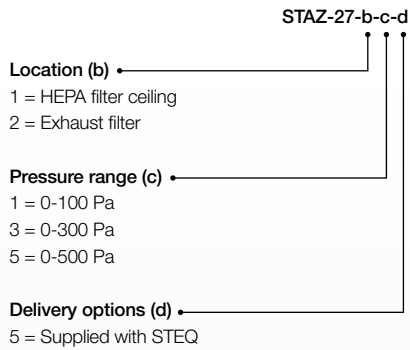 STAZ-27-b-c-d
Location (b)
1 = HEPA filter ceiling
2 = Exhaust filter
Pressure range (c)
1 = 0-100 Pa
3 = 0-300 Pa
5 = 0-500 Pa
Delivery options (d)
5 = Supplied with STEQ